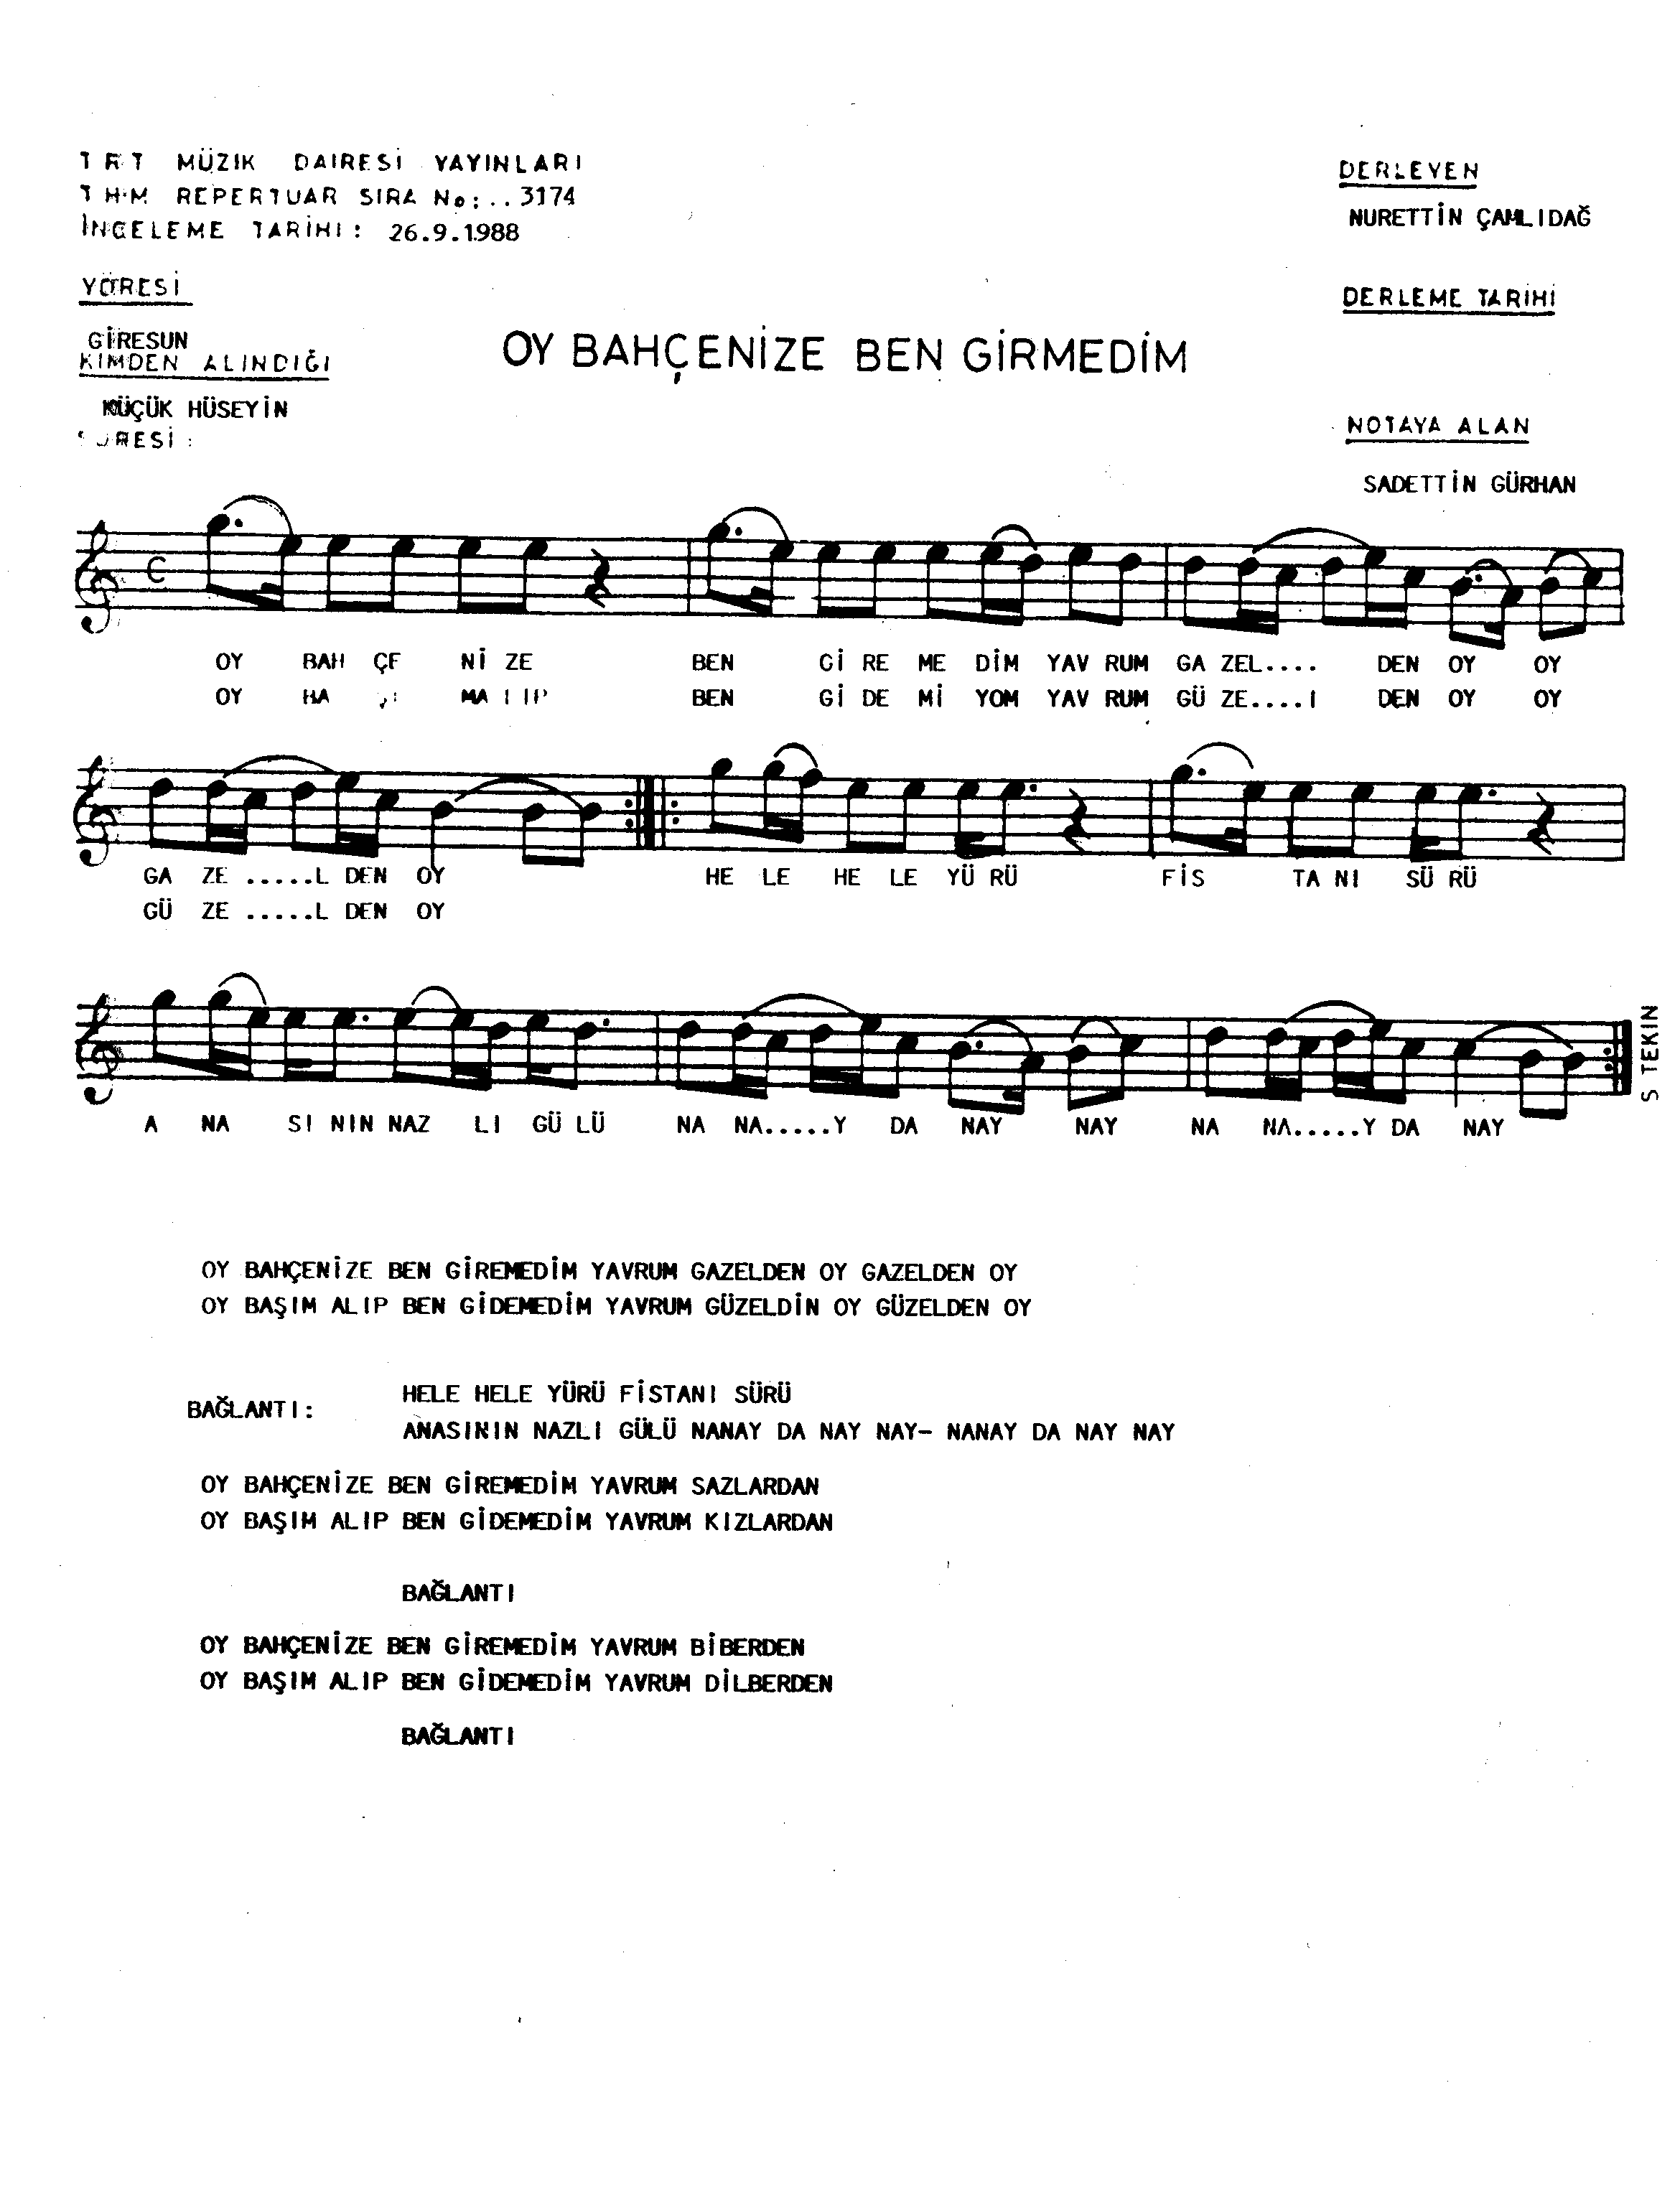 TRT MÜZIK DAIRESİ YAYINLARI
THM REPERTUAR SIRA No:..3174
İNCELEME TARİHİ: 26.9.1988
DERLEYEN
NURETTİN ÇAMLIDAĞ
YÖRESİ
GİRESUN
DERLEME TARİHİ
OY BAHÇENİZE BEN GİRMEDİM
KIMDEN ALINDIĞI
KÜÇÜK HÜSEYİN
SÜRESİ:
NOTAYA ALAN
SADETTİN GÜRHAN
OY BAH ÇE Nİ ZE BEN Gİ RE ME DİM YAV RUM GA ZEL.... DEN OY OY
OY BA MA LIP BEN Gİ DE Mİ YOM YAV RUM GÜ ZE....I DEN OY OY
GA ZE .....L DEN OY HE LE HE LE YÜ RÜ FİS TA NI SÜ RÜ
GÜ ZE .....L DEN OY
A NA SI NIN NAZ LI GÜ LÜ NA NA.....Y DA NAY NAY NA NA.....Y DA NAY
S TEKIN
OY BAHÇENİZE BEN GİREMEDİM YAVRUM GAZELDEN OY GAZELDEN OY
OY BAŞIM ALIP BEN GİDEMEDİM YAVRUM GÜZELDİN OY GÜZELDEN OY
BAĞLANTI: HELE HELE YÜRÜ FİSTANI SÜRÜ
ANASININ NAZLI GÜLÜ NANAY DA NAY NAY- NANAY DA NAY NAY
OY BAHÇENİZE BEN GİREMEDİM YAVRUM SAZLARDAN
OY BAŞIM ALIP BEN GİDEMEDİM YAVRUM KIZLARDAN
BAĞLANTI
OY BAHÇENİZE BEN GİREMEDİM YAVRUM BİBERDEN
OY BAŞIM ALIP BEN GİDEMEDİM YAVRUM DİLBERDEN
BAĞLANTI